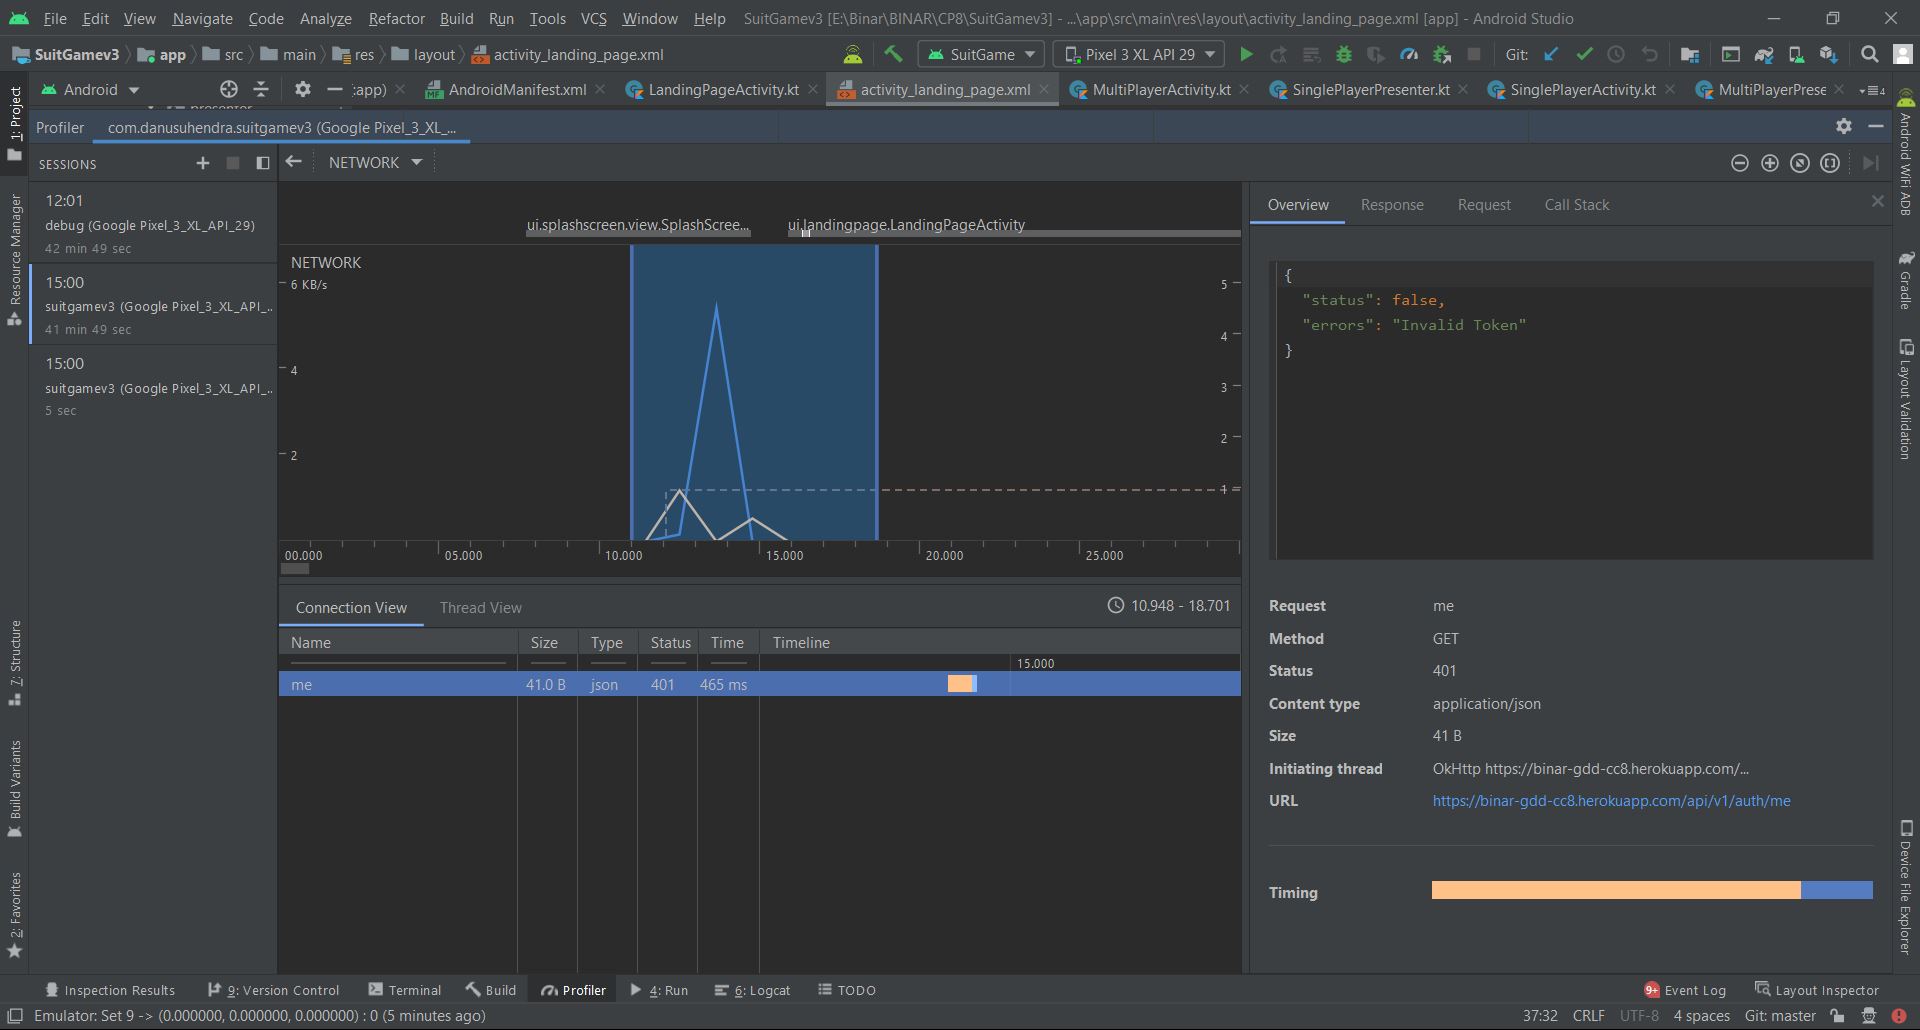 File Edit View Navigate Code Analyze Refactor Build Run Tools VCS Window Help SuitGamev3 [E:\Binar\BINAR\CP8\SuitGamev3] - ...\app\src\main\res\layout\activity_landing_page.xml [app] - Android Studio
SuitGamev3 app src main res layout activity_landing_page.xml SuitGame Pixel 3 XL API 29 Git:
Android :app) AndroidManifest.xml LandingPageActivity.kt activity_landing_page.xml MultiPlayerActivity.kt SinglePlayerPresenter.kt SinglePlayerActivity.kt MultiPlayerPrese 4
Profiler com.danusuhendra.suitgamev3 (Google Pixel_3_XL_...
SESSIONS
NETWORK
12:01
debug (Google Pixel_3_XL_API_29)
42 min 49 sec
15:00
suitgamev3 (Google Pixel_3_XL_API_..
41 min 49 sec
15:00
suitgamev3 (Google Pixel_3_XL_API_..
5 sec
ui.splashscreen.view.SplashScree... ui.landingpage.LandingPageActivity
NETWORK
6 KB/s 5
4
4
3
2
2
1
00.000 05.000 10.000 15.000 20.000 25.000
Connection View Thread View 10.948 - 18.701
Name Size Type Status Time Timeline
15.000
me 41.0 B json 401 465 ms
Overview Response Request Call Stack
{
"status": false,
"errors": "Invalid Token"
}
Request me
Method GET
Status 401
Content type application/json
Size 41 B
Initiating thread OkHttp https://binar-gdd-cc8.herokuapp.com/...
URL https://binar-gdd-cc8.herokuapp.com/api/v1/auth/me
Timing
1: Project
Resource Manager
7: Structure
Build Variants
2: Favorites
Android WiFi ADB
Gradle
Layout Validation
Device File Explorer
Inspection Results 9: Version Control Terminal Build Profiler 4: Run 6: Logcat TODO 9+ Event Log Layout Inspector
Emulator: Set 9 -> (0.000000, 0.000000, 0.000000) : 0 (5 minutes ago) 37:32 CRLF UTF-8 4 spaces Git: master